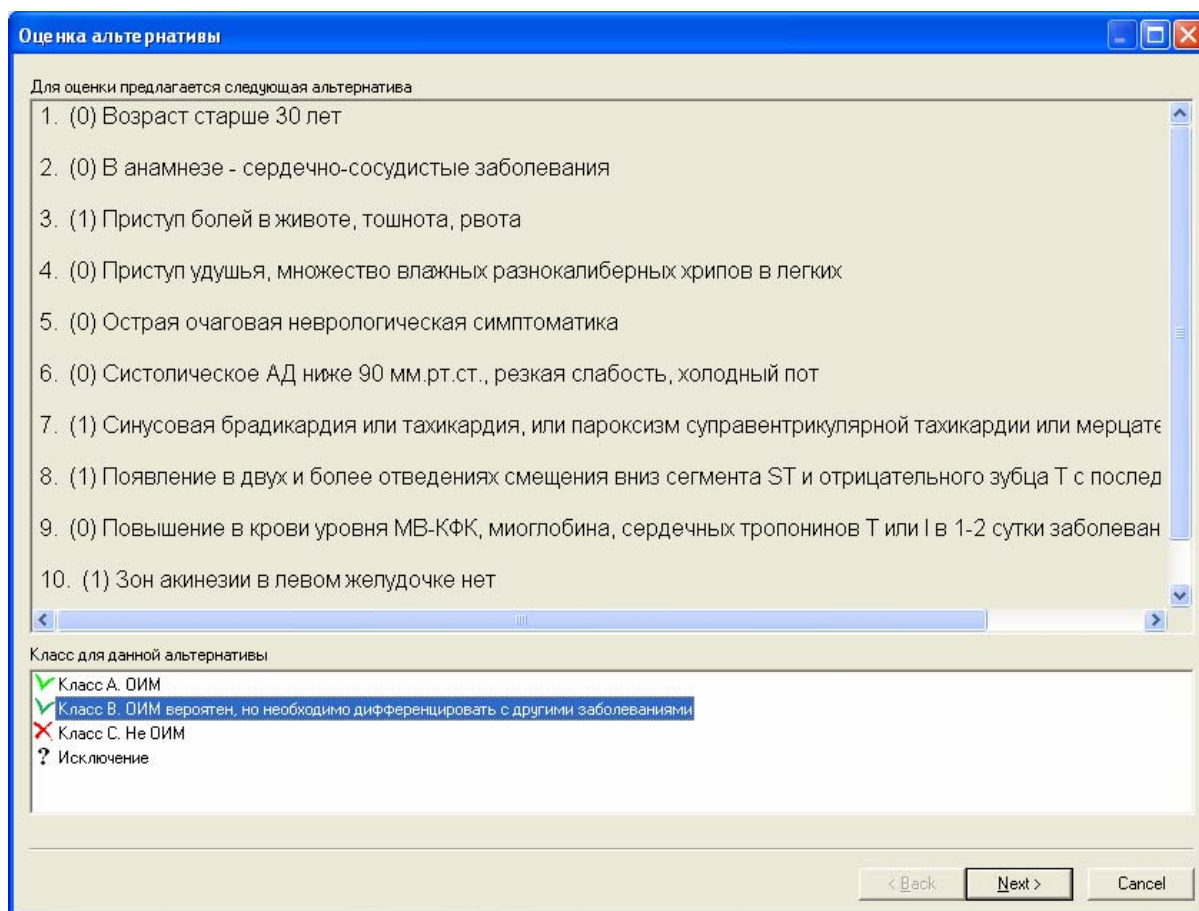 Оценка альтернативы
Для оценки предлагается следующая альтернатива
1. (0) Возраст старше 30 лет
2. (0) В анамнезе - сердечно-сосудистые заболевания
3. (1) Приступ болей в животе, тошнота, рвота
4. (0) Приступ удушья, множество влажных разнокалиберных хрипов в легких
5. (0) Острая очаговая неврологическая симптоматика
6. (0) Систолическое АД ниже 90 мм.рт.ст., резкая слабость, холодный пот
7. (1) Синусовая брадикардия или тахикардия, или пароксизм суправентрикулярной тахикардии или мерцате
8. (1) Появление в двух и более отведениях смещения вниз сегмента ST и отрицательного зубца Т с послед
9. (0) Повышение в крови уровня МВ-КФК, миоглобина, сердечных тропонинов Т или I в 1-2 сутки заболеван
10. (1) Зон акинезии в левом желудочке нет
Класс для данной альтернативы
Класс А. ОИМ
Класс В. ОИМ вероятен, но необходимо дифференцировать с другими заболеваниями
Класс С. Не ОИМ
? Исключение
< Back Next > Cancel